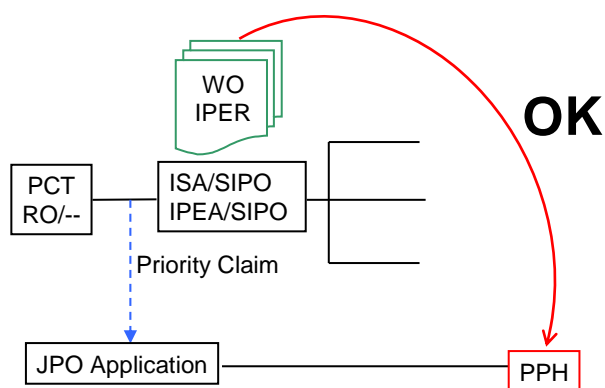 WO
IPER
OK
PCT
RO/--
ISA/SIPO
IPEA/SIPO
Priority Claim
JPO Application
PPH